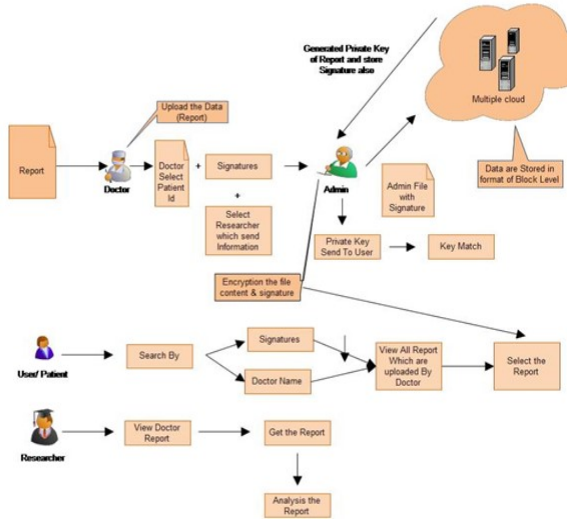 Generated Private Key
of Report and store
Signature also
Multiple cloud
Upload the Data
(Report)
Report
Doctor
Doctor
Select
Patient
Id
+
Signatures
+
Select
Researcher
which send
Information
Admin
Admin File
with
Signature
Data are Stored in
format of Block Level
Private Key
Send To User
Key Match
Encryption the file
content & signature
User/ Patient
Search By
Signatures
Doctor Name
View All Report
Which are
uploaded By
Doctor
Select the
Report
Researcher
View Doctor
Report
Get the Report
Analysis the
Report